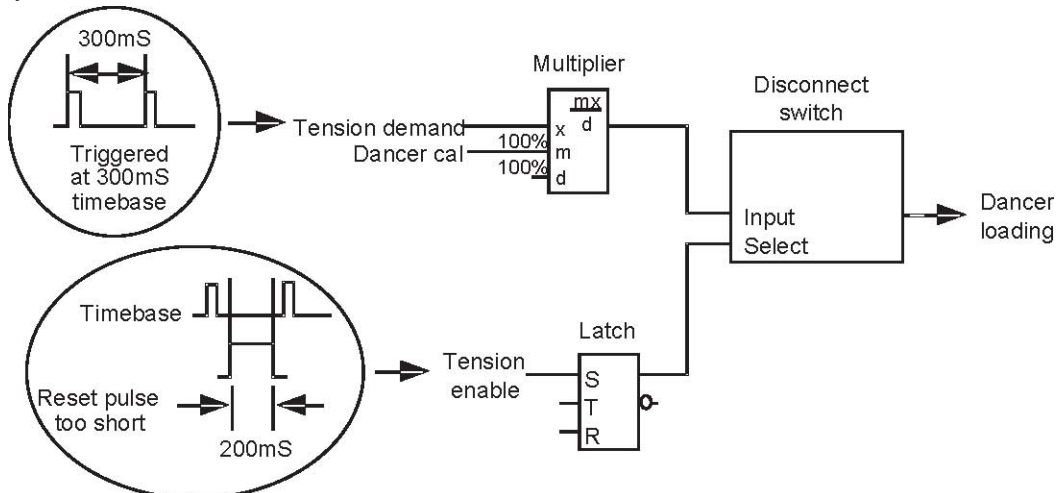 300mS
Triggered
at 300mS
timebase
Tension demand
Dancer cal
Multiplier
mx
d
x
100%
m
100%
d
Disconnect
switch
Input
Select
Dancer
loading
Timebase
Reset pulse
too short
200mS
Tension
enable
Latch
S
T
R